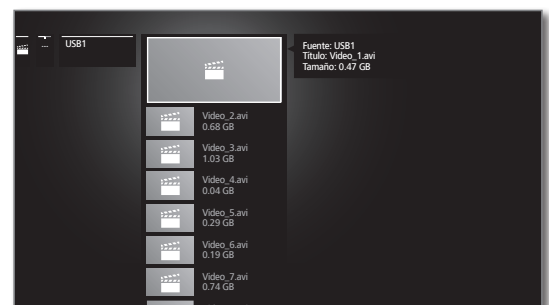 ...
USB1
Fuente: USB1
Título: Video_1.avi
Tamaño: 0.47 GB
Video_2.avi
0.68 GB
Video_3.avi
1.03 GB
Video_4.avi
0.04 GB
Video_5.avi
0.29 GB
Video_6.avi
0.19 GB
Video_7.avi
0.74 GB